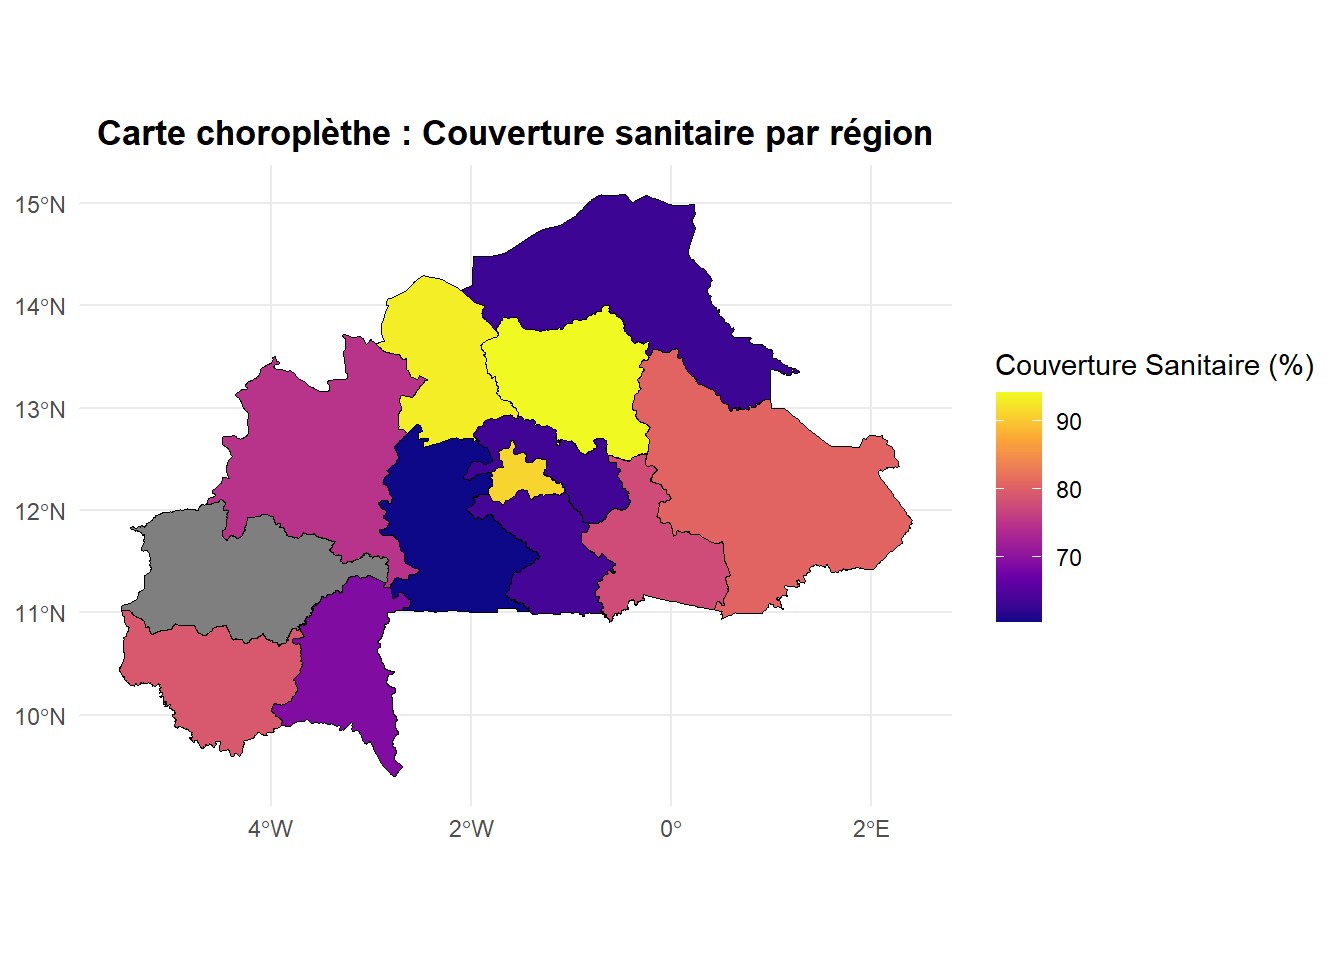 Carte choroplèthe : Couverture sanitaire par région
15°N
14°N
13°N
12°N
11°N
10°N
4°W
2°W
0°
2°E
Couverture Sanitaire (%)
90
80
70